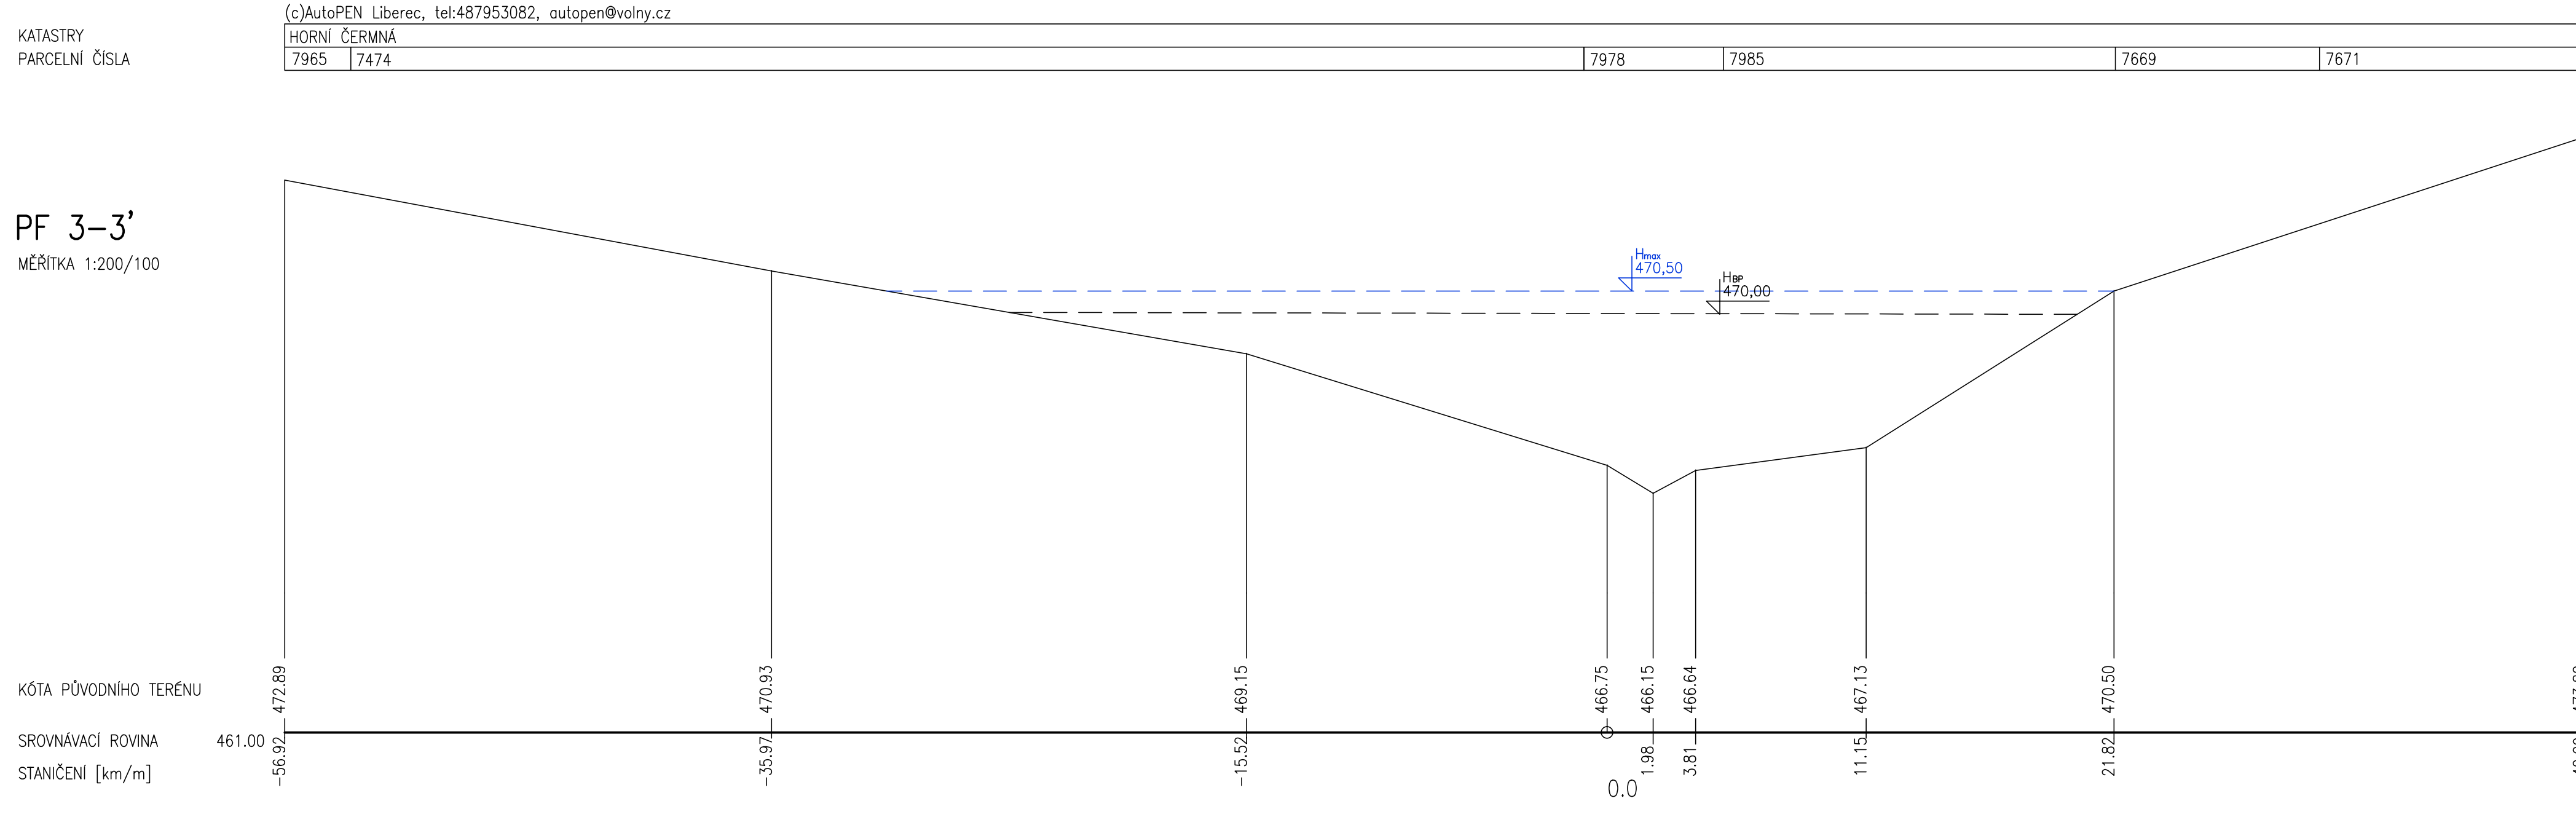 (c)AutoPEN Liberec, tel:487953082, autopen@volny.cz
KATASTRY HORNÍ ČERMNÁ
PARCELNÍ ČÍSLA 7965 7474 7978 7985 7669 7671
PF 3-3'
MĚŘÍTKA 1:200/100
Hmax
470,50
HBP
470,00
KÓTA PŮVODNÍHO TERÉNU 472.89 470.93 469.15 466.75 466.15 466.64 467.13 470.50
SROVNÁVACÍ ROVINA 461.00
STANIČENÍ [km/m] -56.92 -35.97 -15.52 0.0 1.98 3.81 11.15 21.82